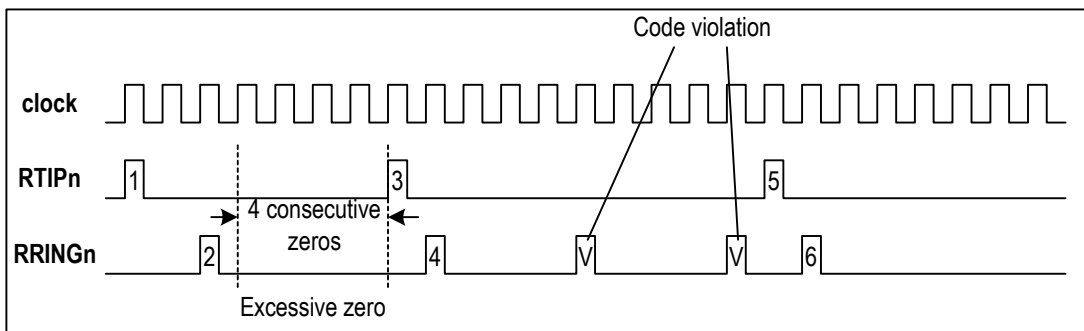 Code violation
clock
RTIPn
1
3
5
4 consecutive
zeros
RRINGn
2
4
V
V
6
Excessive zero